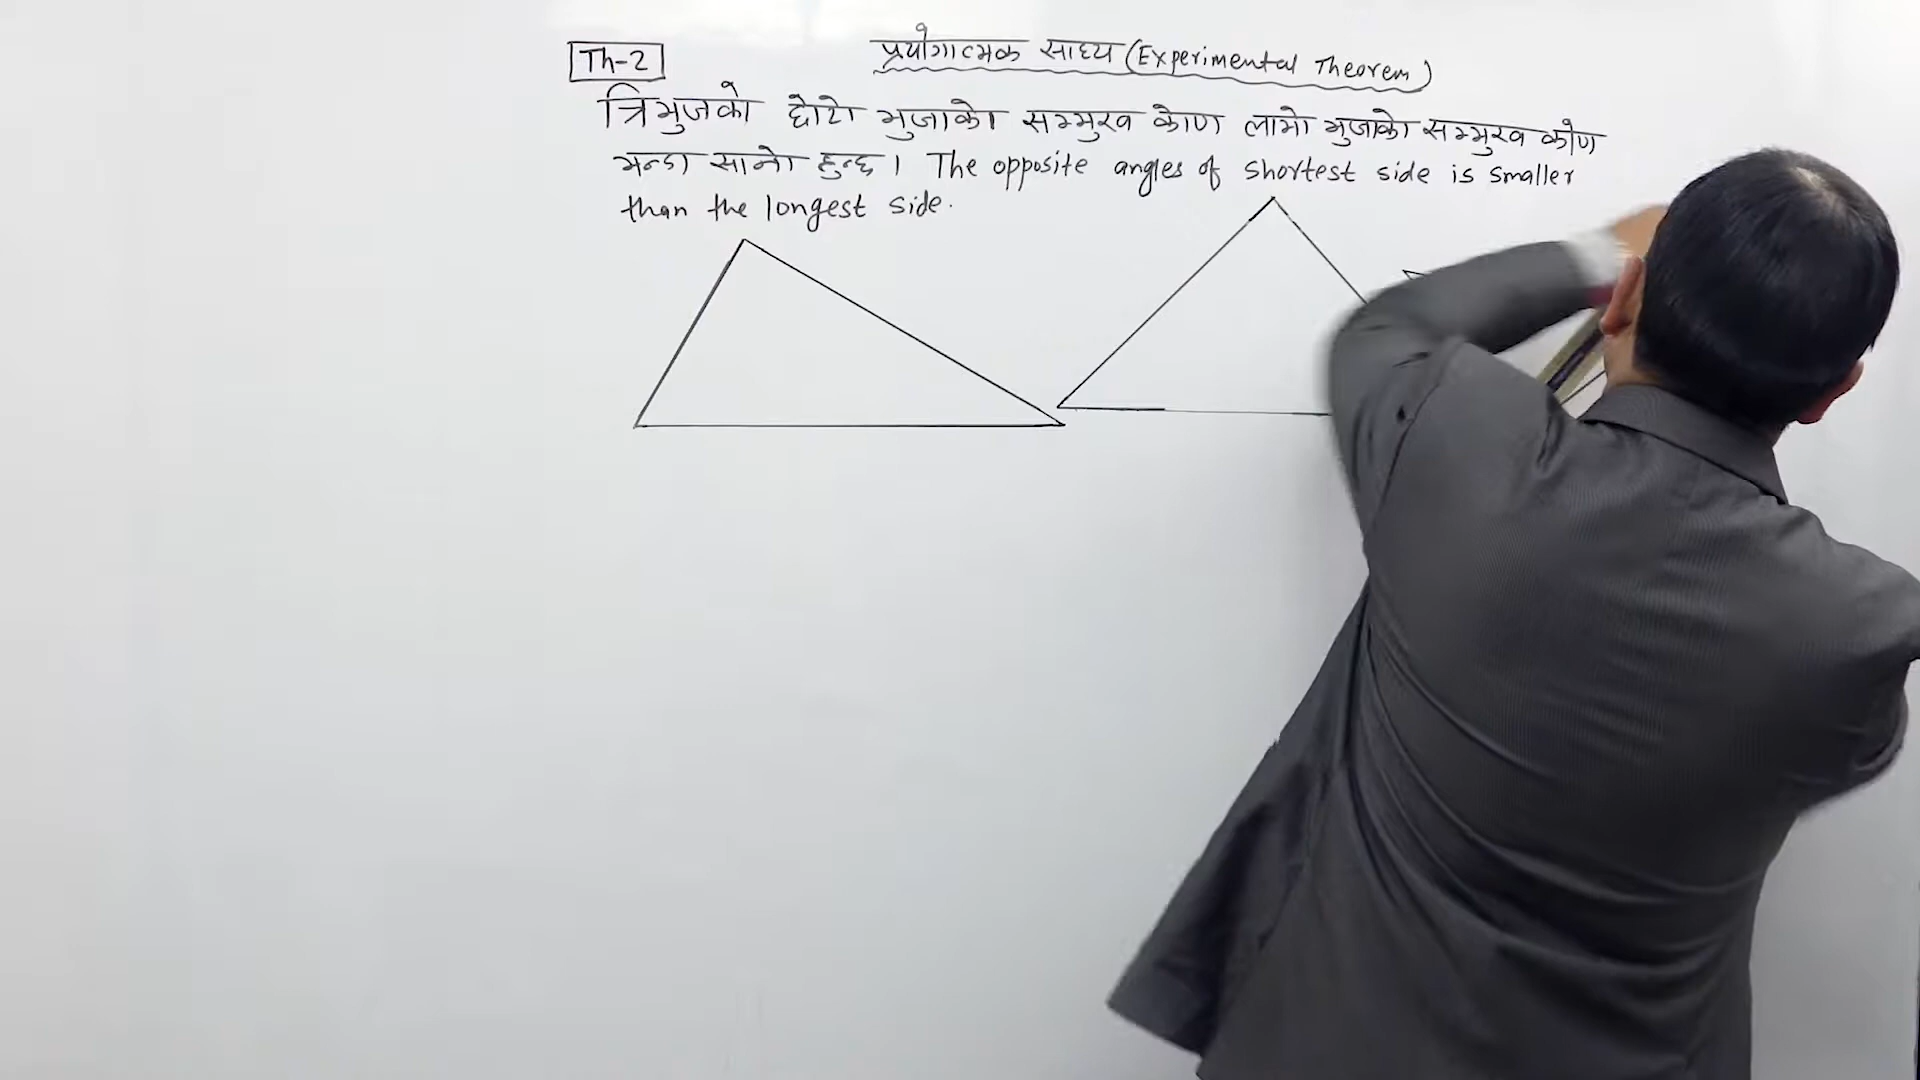 Th-2
प्रयोगात्मक साध्य (Experimental Theorem)
त्रिभुजको छोटो भुजाको सम्मुख कोण लामो भुजाको सम्मुख कोण
भन्दा सानो हुन्छ। The opposite angles of shortest side is smaller
than the longest side.